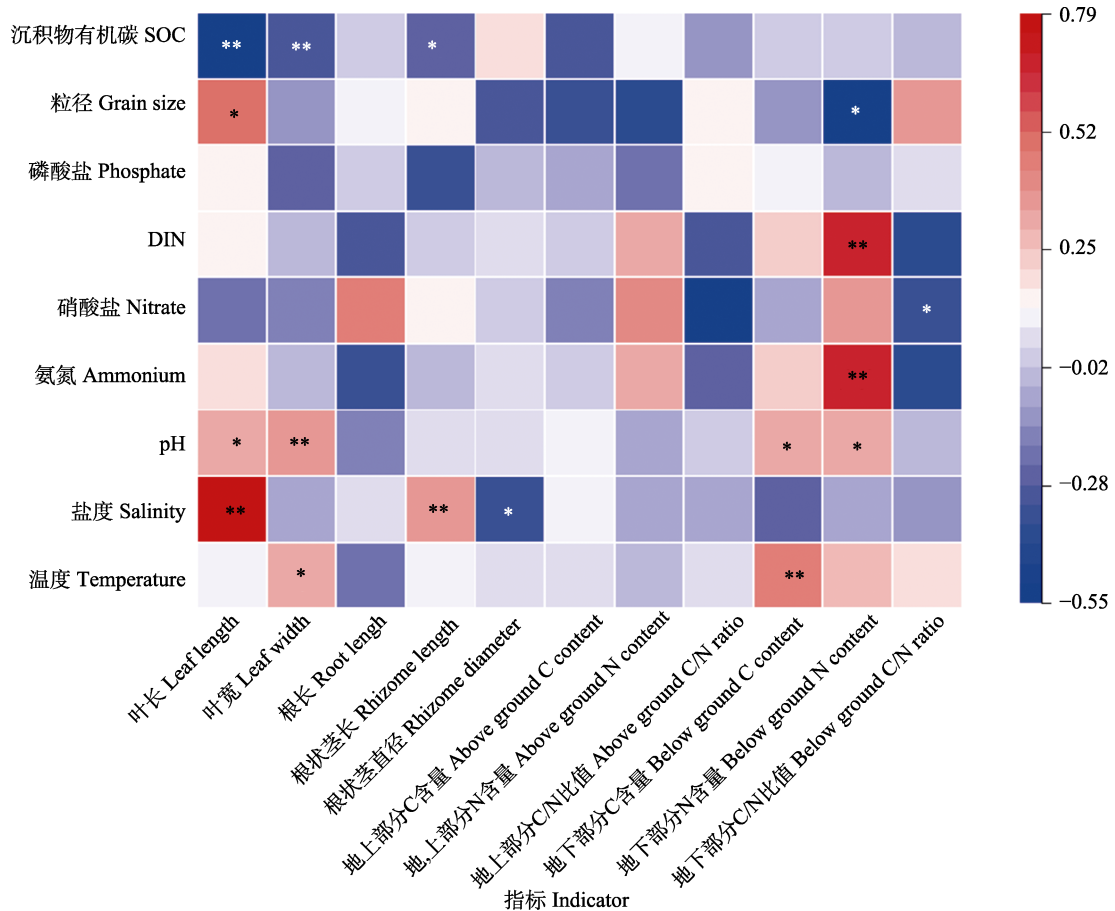 沉积物有机碳 SOC
粒径 Grain size
磷酸盐 Phosphate
DIN
硝酸盐 Nitrate
氨氮 Ammonium
pH
盐度 Salinity
温度 Temperature
** ** *
* *
**
*
**
* ** * *
** ** *
* **
0.79
0.52
0.25
−0.02
−0.28
−0.55
叶长 Leaf length
叶宽 Leaf width
根长 Root lengh
根状茎长 Rhizome length
根状茎直径 Rhizome diameter
地上部分C含量 Above ground C content
地,上部分N含量 Above ground N content
地上部分C/N比值 Above ground C/N ratio
地下部分C含量 Below ground C content
地下部分N含量 Below ground N content
地下部分C/N比值 Below ground C/N ratio
指标 Indicator